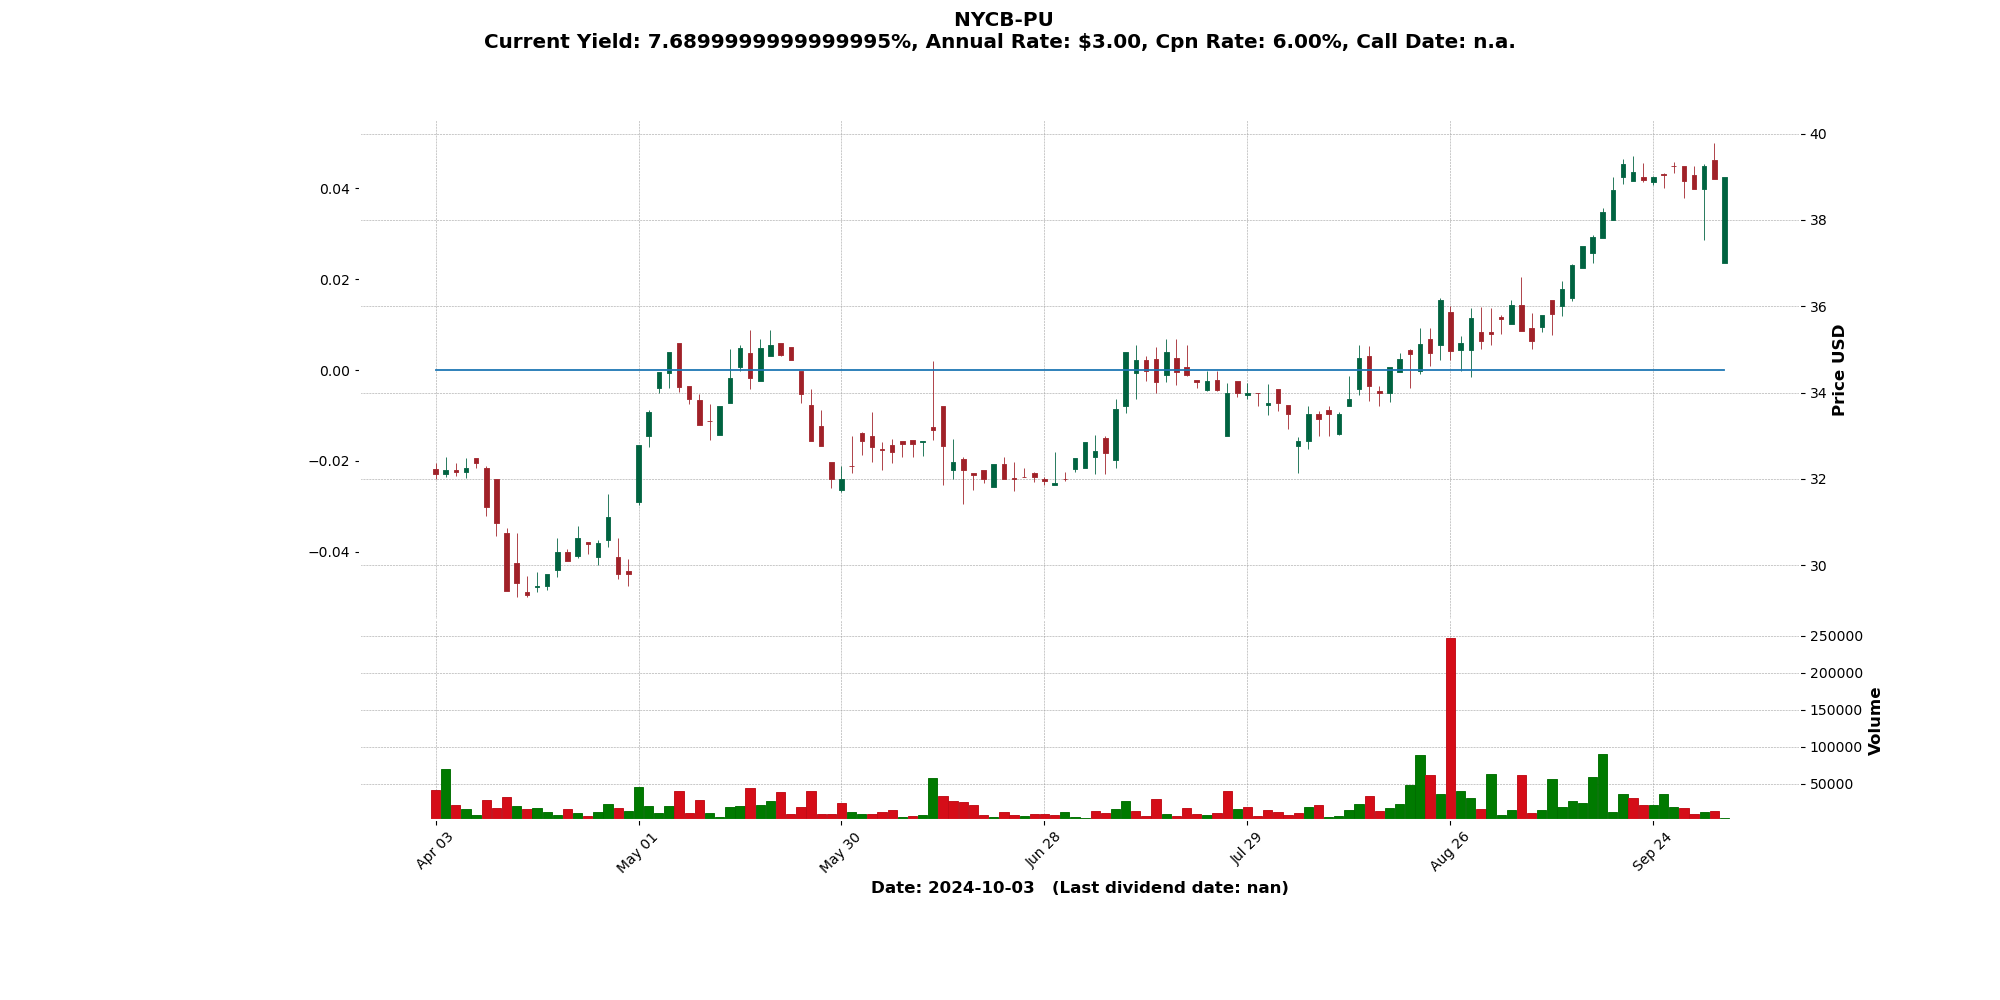 NYCB-PU
Current Yield: 7.6899999999999995%, Annual Rate: $3.00, Cpn Rate: 6.00%, Call Date: n.a.
0.04
0.02
0.00
−0.02
−0.04
40
38
36
34
32
30
Price USD
250000
200000
150000
100000
50000
Volume
Apr 03
May 01
May 30
Jun 28
Jul 29
Aug 26
Sep 24
Date: 2024-10-03   (Last dividend date: nan)